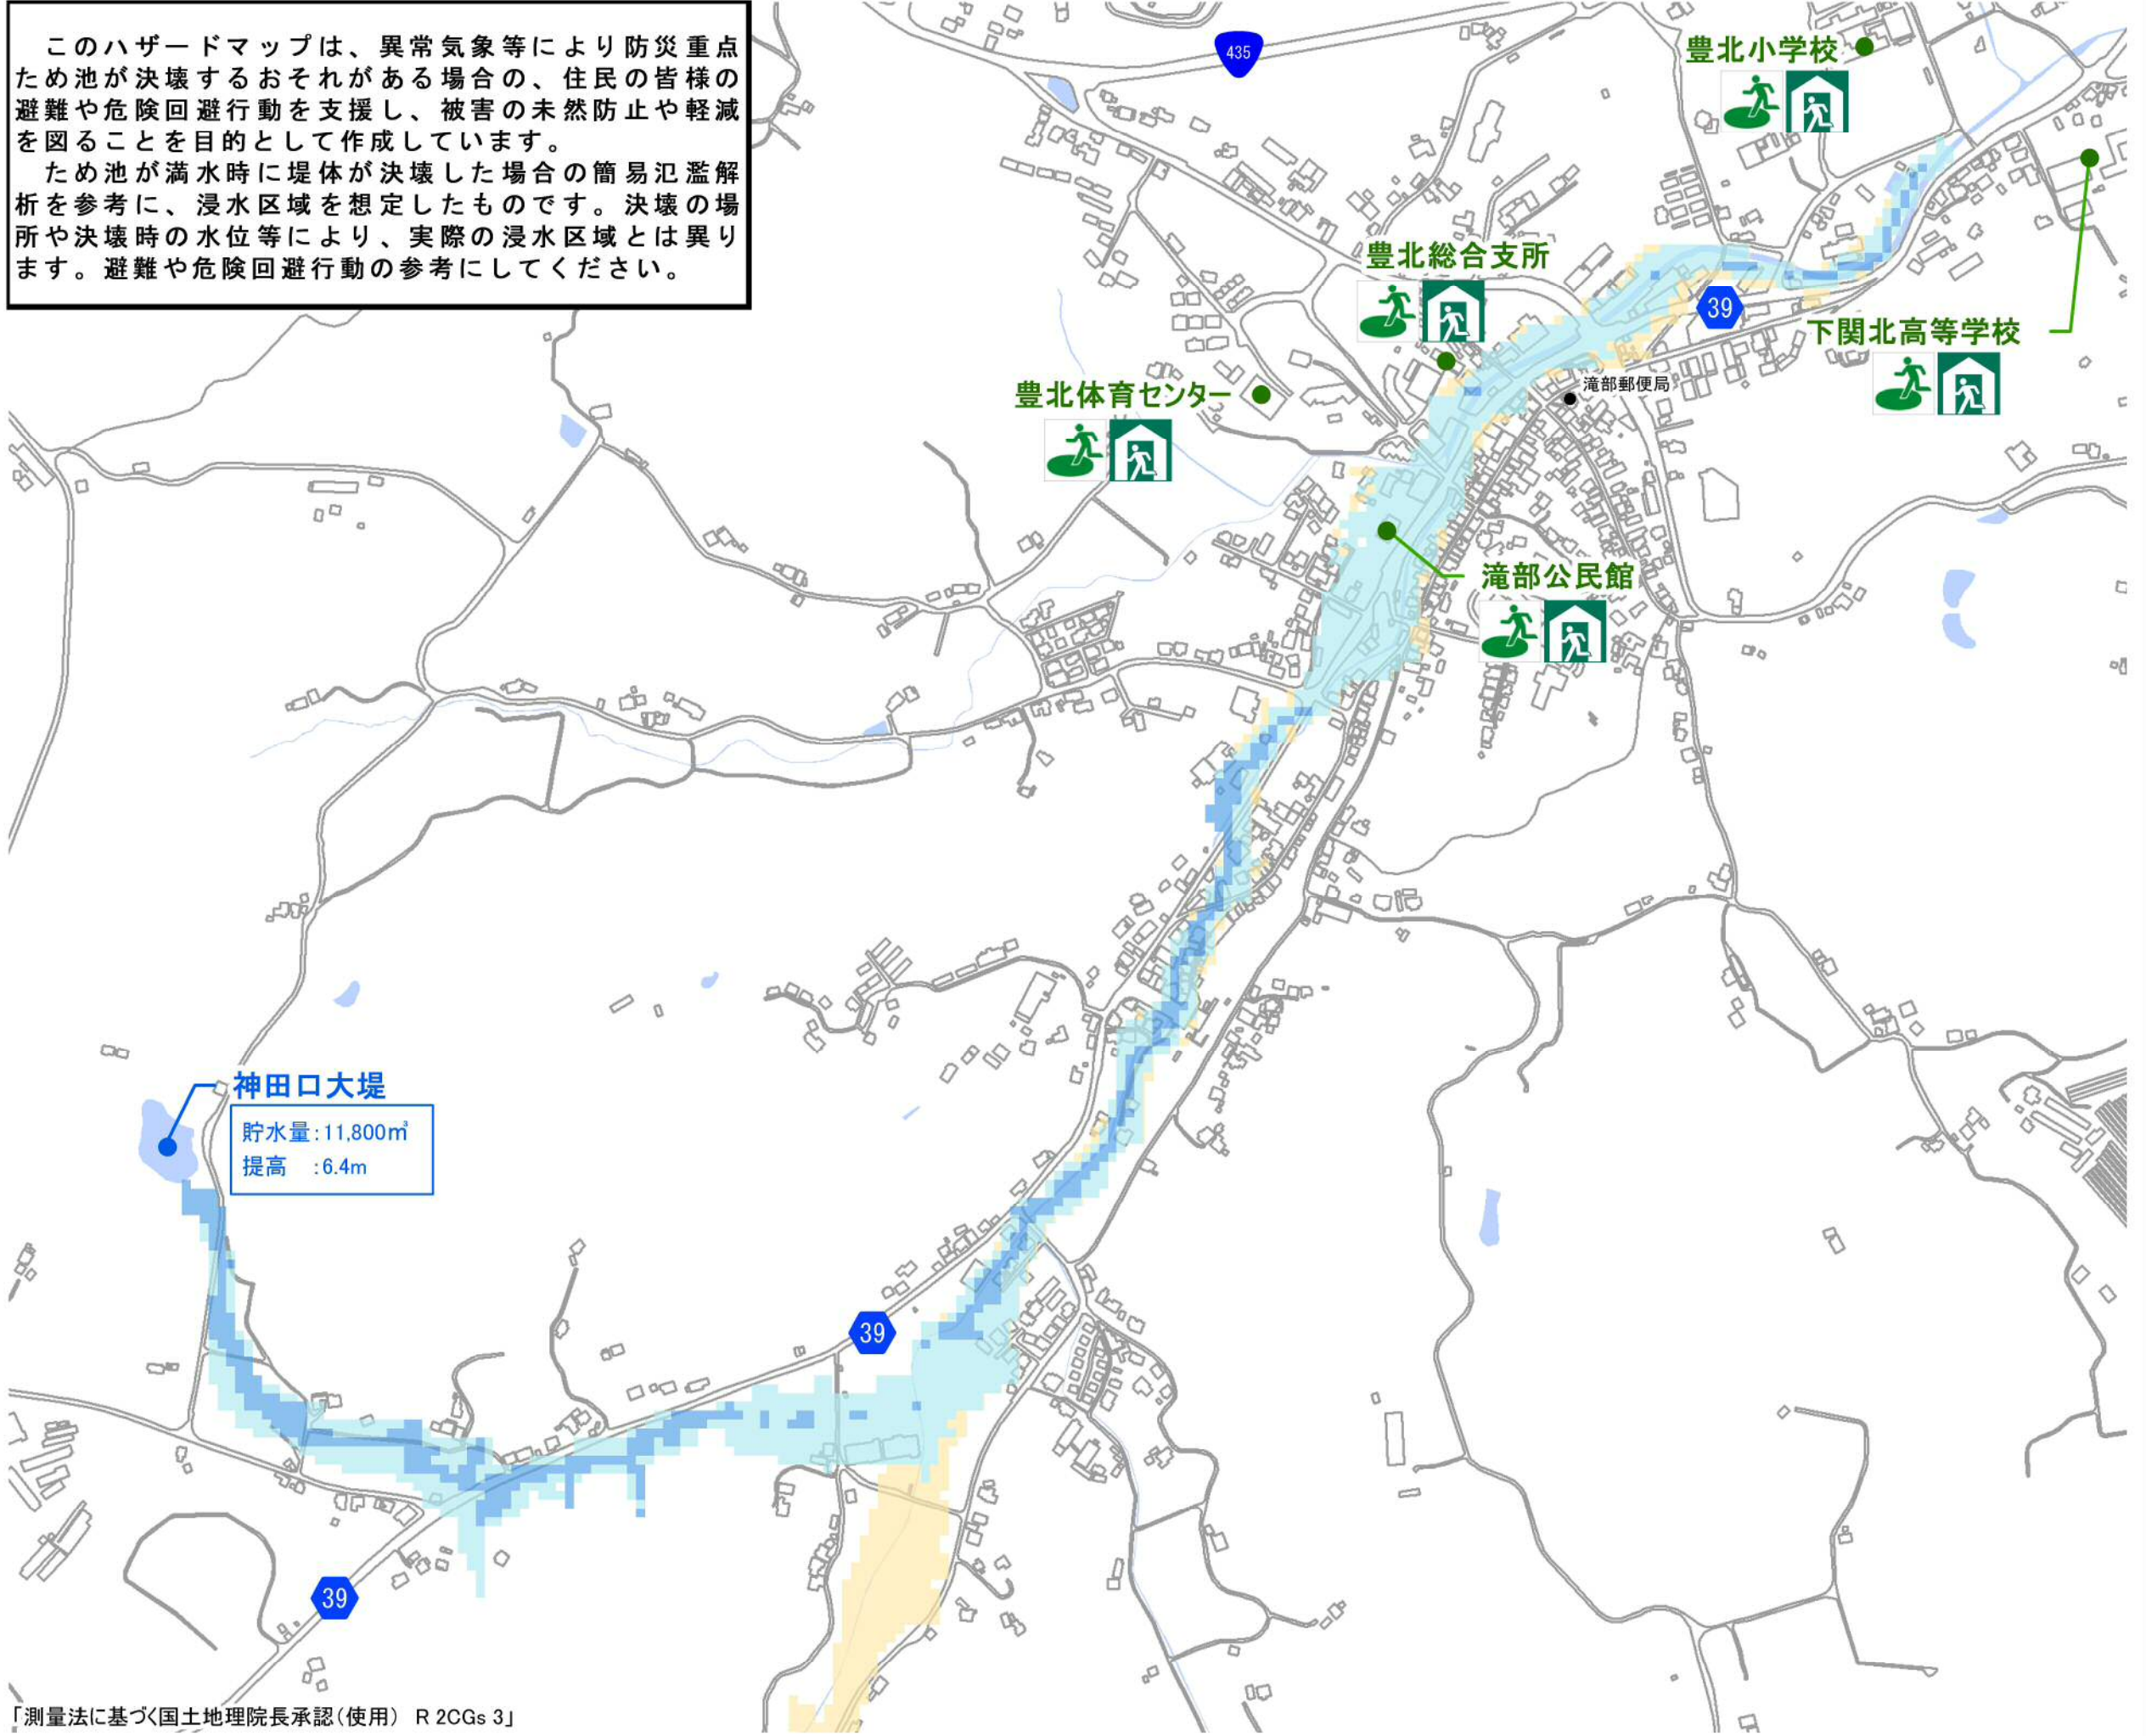 このハザードマップは、異常気象等により防災重点
ため池が決壊するおそれがある場合の、住民の皆様の
避難や危険回避行動を支援し、被害の未然防止や軽減
を図ることを目的として作成しています。
ため池が満水時に堤体が決壊した場合の簡易氾濫解
析を参考に、浸水区域を想定したものです。決壊の場
所や決壊時の水位等により、実際の浸水区域とは異り
ます。避難や危険回避行動の参考にしてください。
435
豊北小学校
豊北総合支所
39
下関北高等学校
豊北体育センター
滝部郵便局
滝部公民館
神田口大堤
貯水量:11,800㎥
提高 :6.4m
39
39
「測量法に基づく国土地理院長承認(使用) R 2CGs 3」